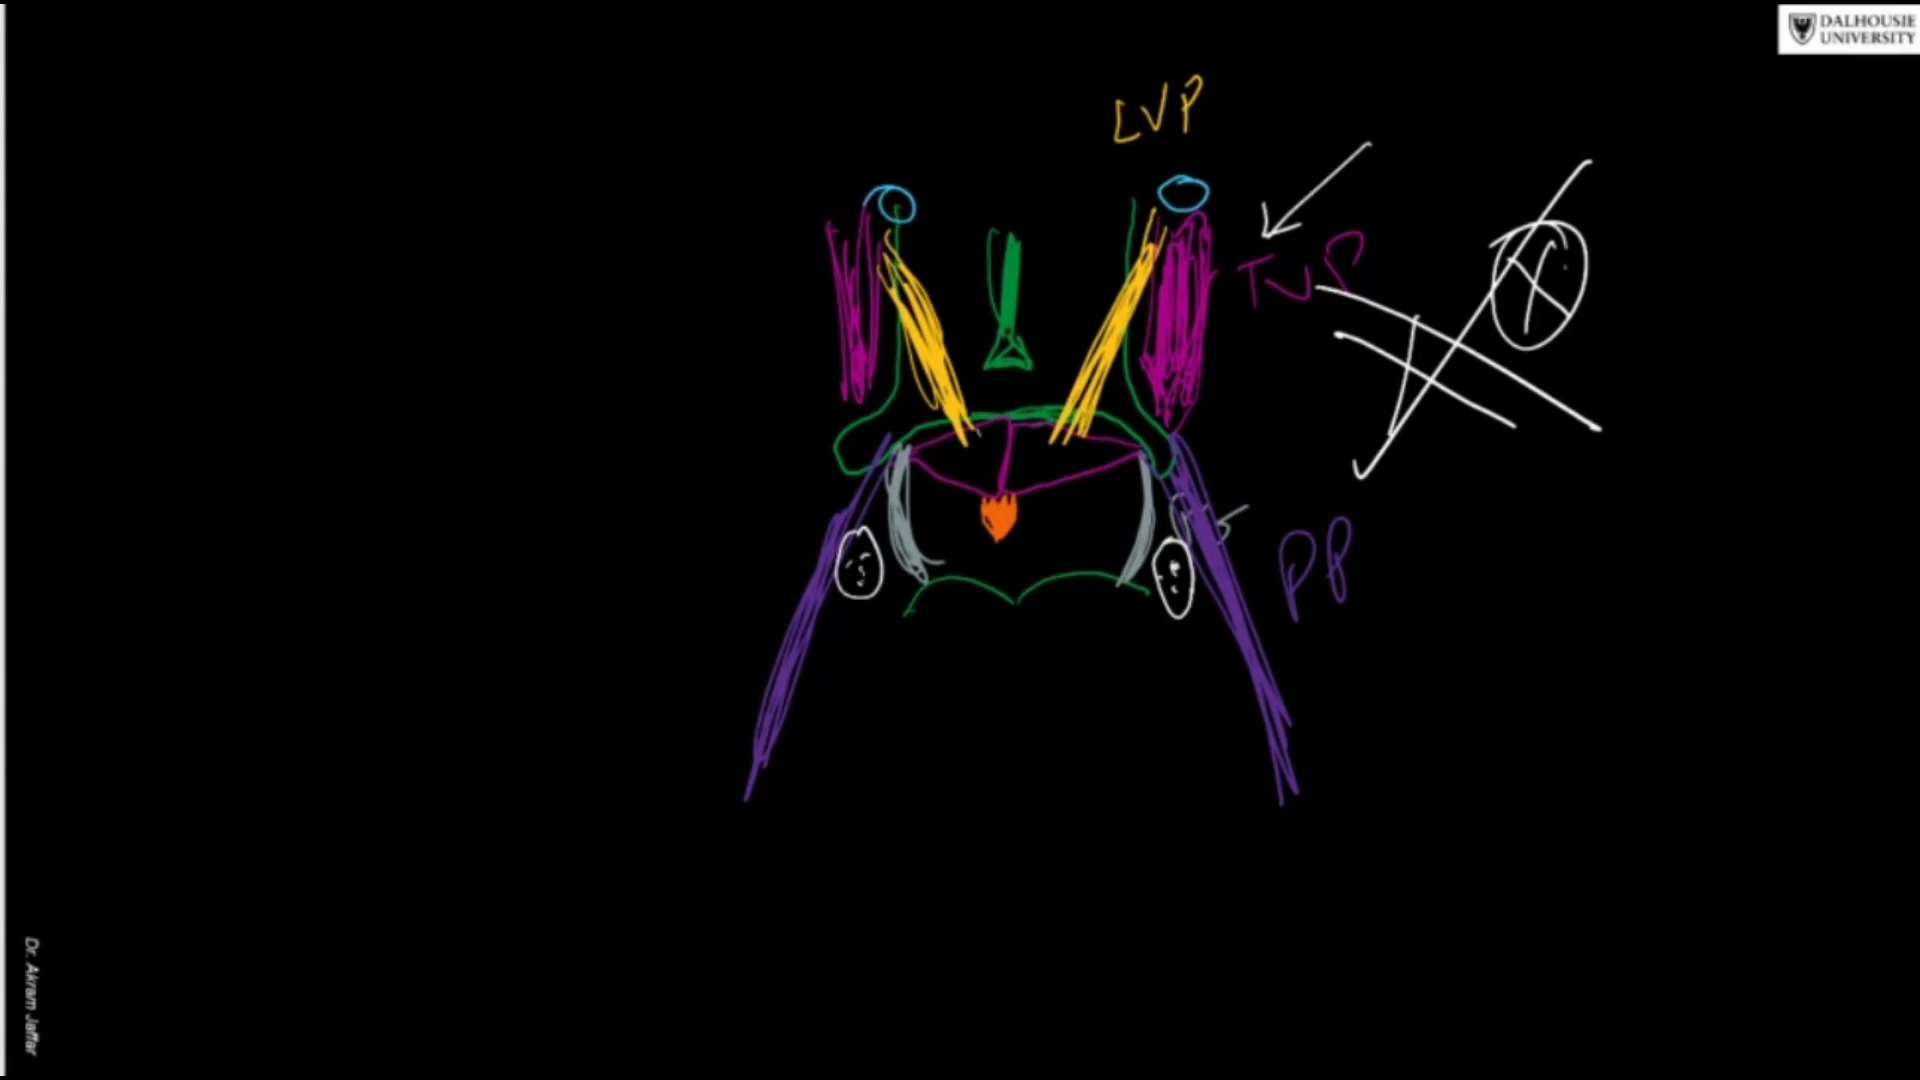 DALHOUSIE
UNIVERSITY
LVP
TVP
X
PP
Dr. Akram Jaffar